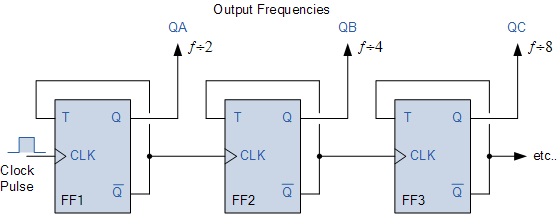 Output Frequencies
QA
QB
QC
f÷2
f÷4
f÷8
T Q
T Q
T Q
CLK
CLK
CLK
etc..
Clock
Pulse
Q̅
Q̅
Q̅
FF1
FF2
FF3